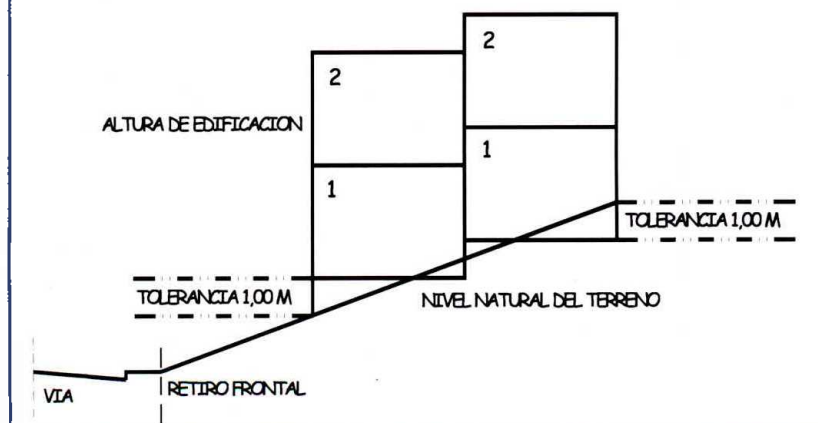 2
2
ALTURA DE EDIFICACION
1
1
TOLERANCIA 1,00 M
TOLERANCIA 1,00 M
NIVEL NATURAL DEL TERRENO
VIA
RETIRO FRONTAL